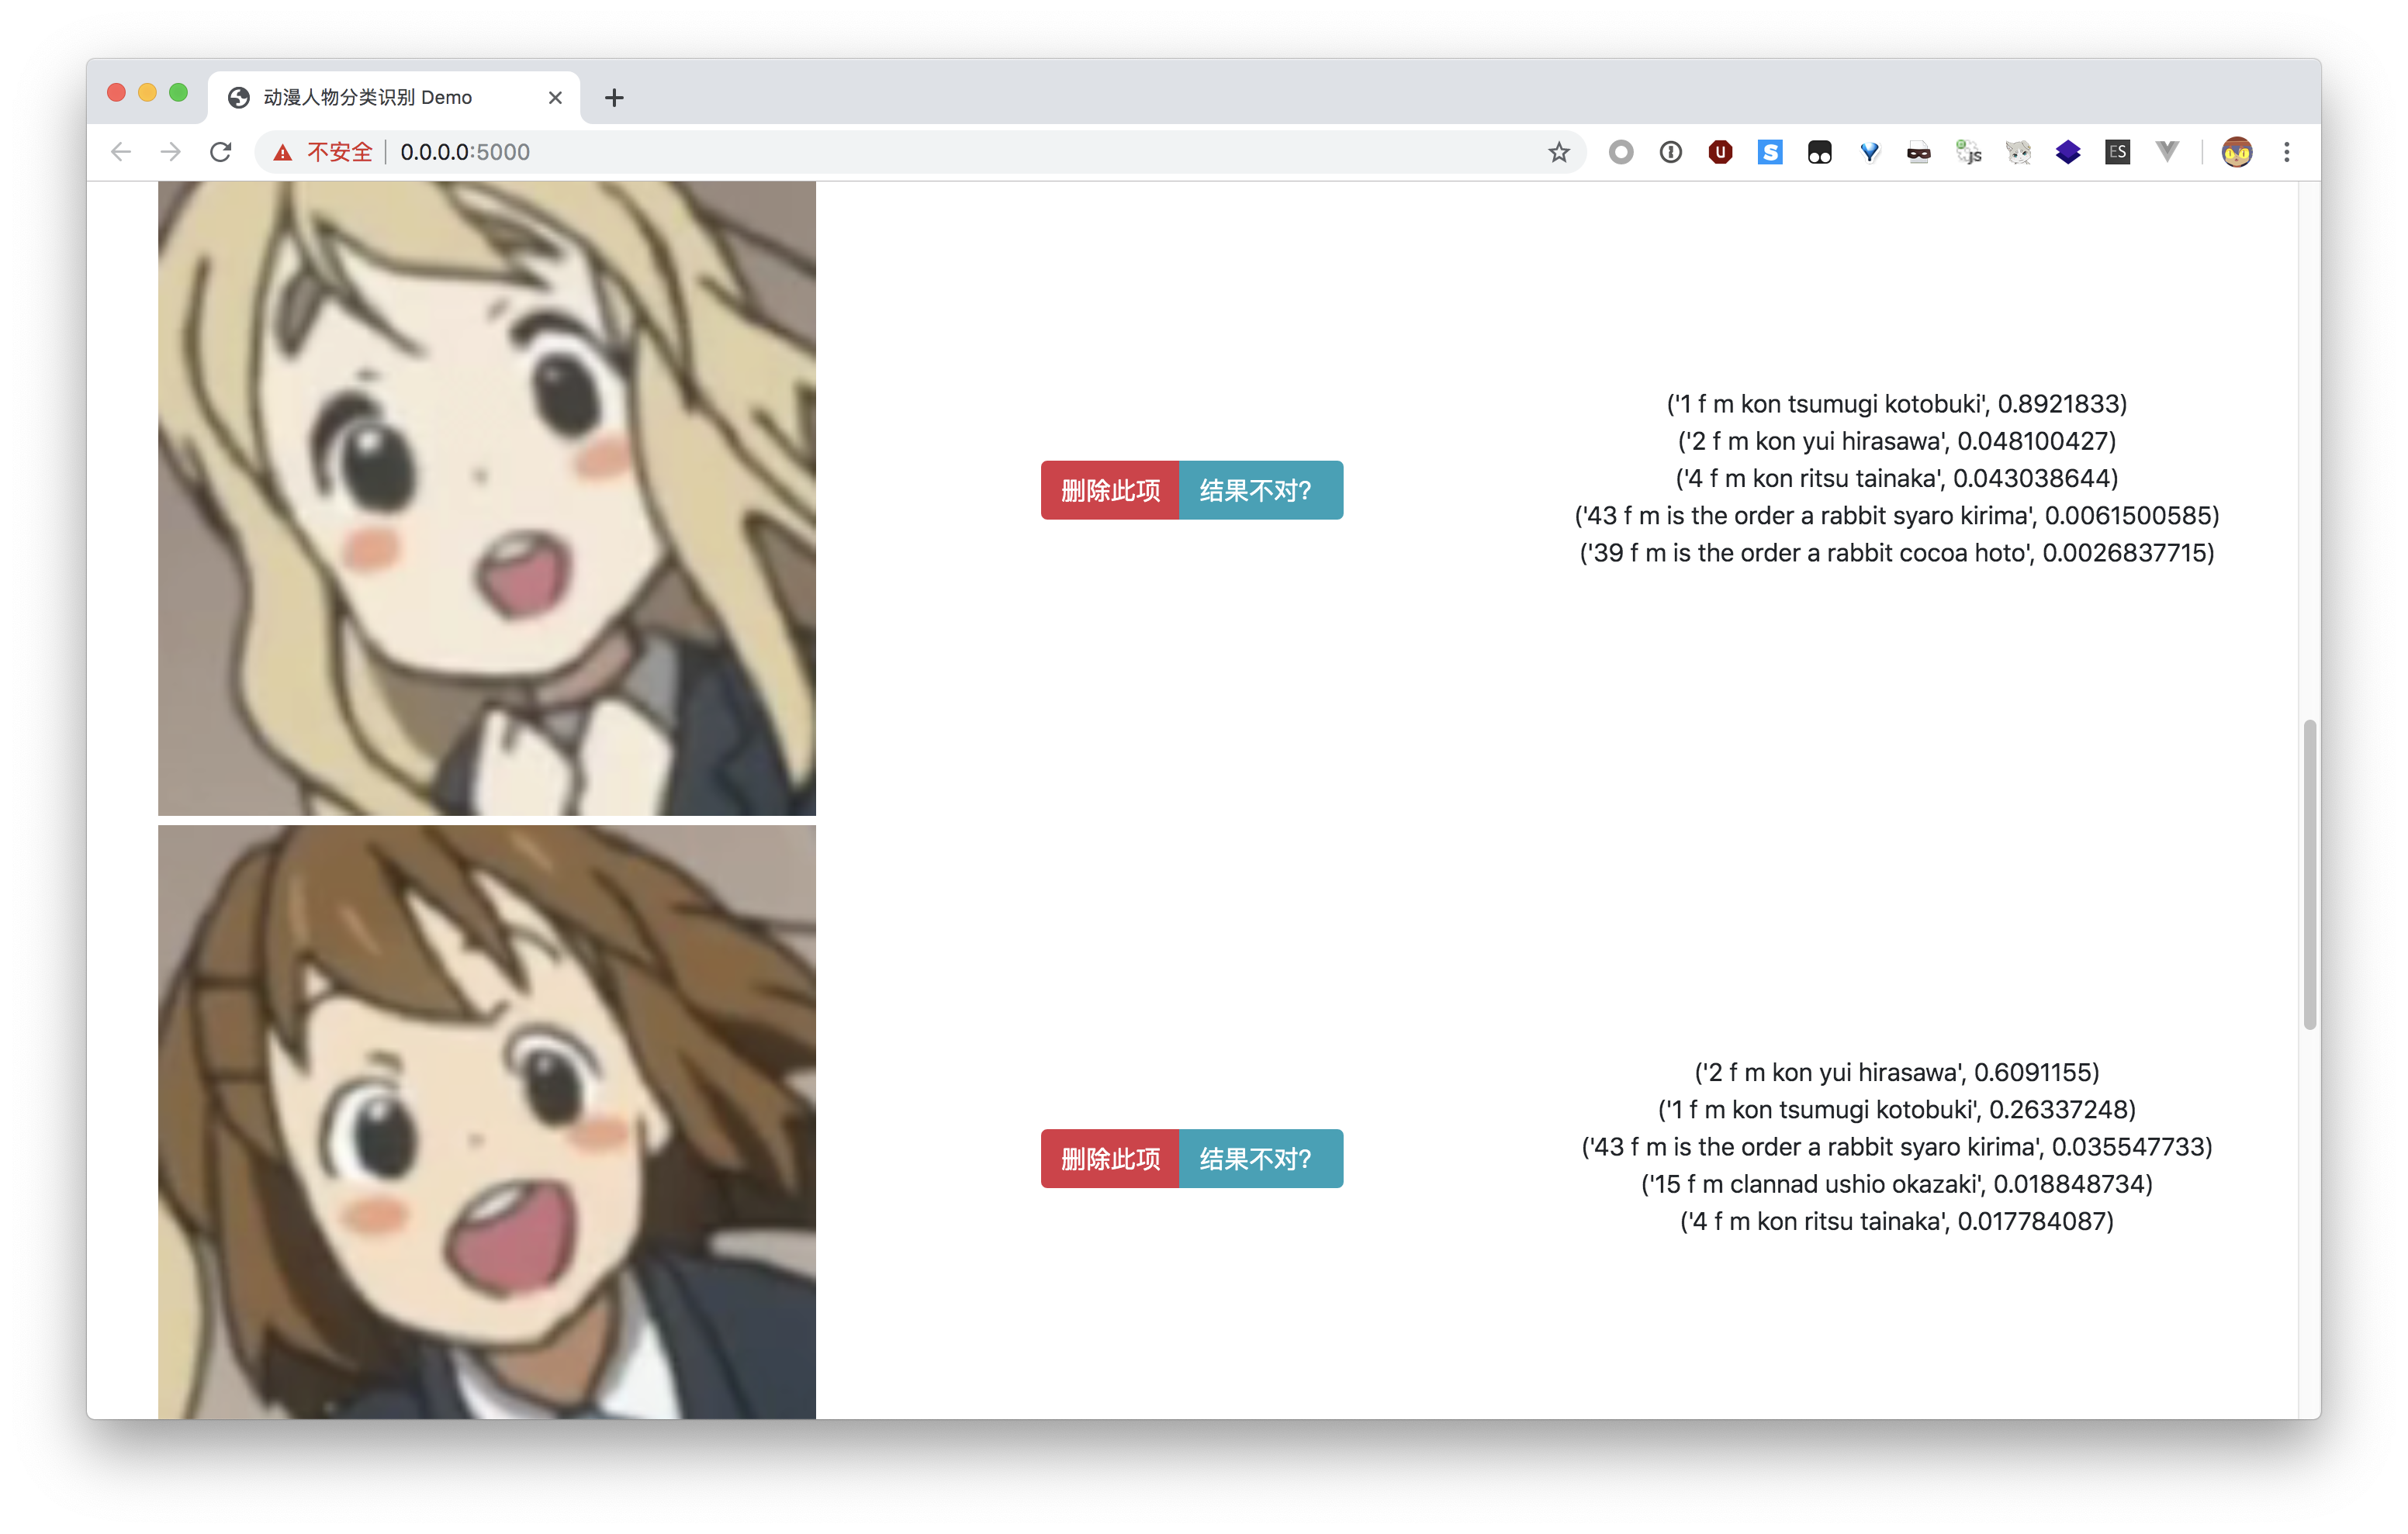 动漫人物分类识别 Demo
不安全 0.0.0.0:5000
ES
('1 f m kon tsumugi kotobuki', 0.8921833)
('2 f m kon yui hirasawa', 0.048100427)
('4 f m kon ritsu tainaka', 0.043038644)
('43 f m is the order a rabbit syaro kirima', 0.0061500585)
('39 f m is the order a rabbit cocoa hoto', 0.0026837715)
删除此项 结果不对?
('2 f m kon yui hirasawa', 0.6091155)
('1 f m kon tsumugi kotobuki', 0.26337248)
('43 f m is the order a rabbit syaro kirima', 0.035547733)
('15 f m clannad ushio okazaki', 0.018848734)
('4 f m kon ritsu tainaka', 0.017784087)
删除此项 结果不对?